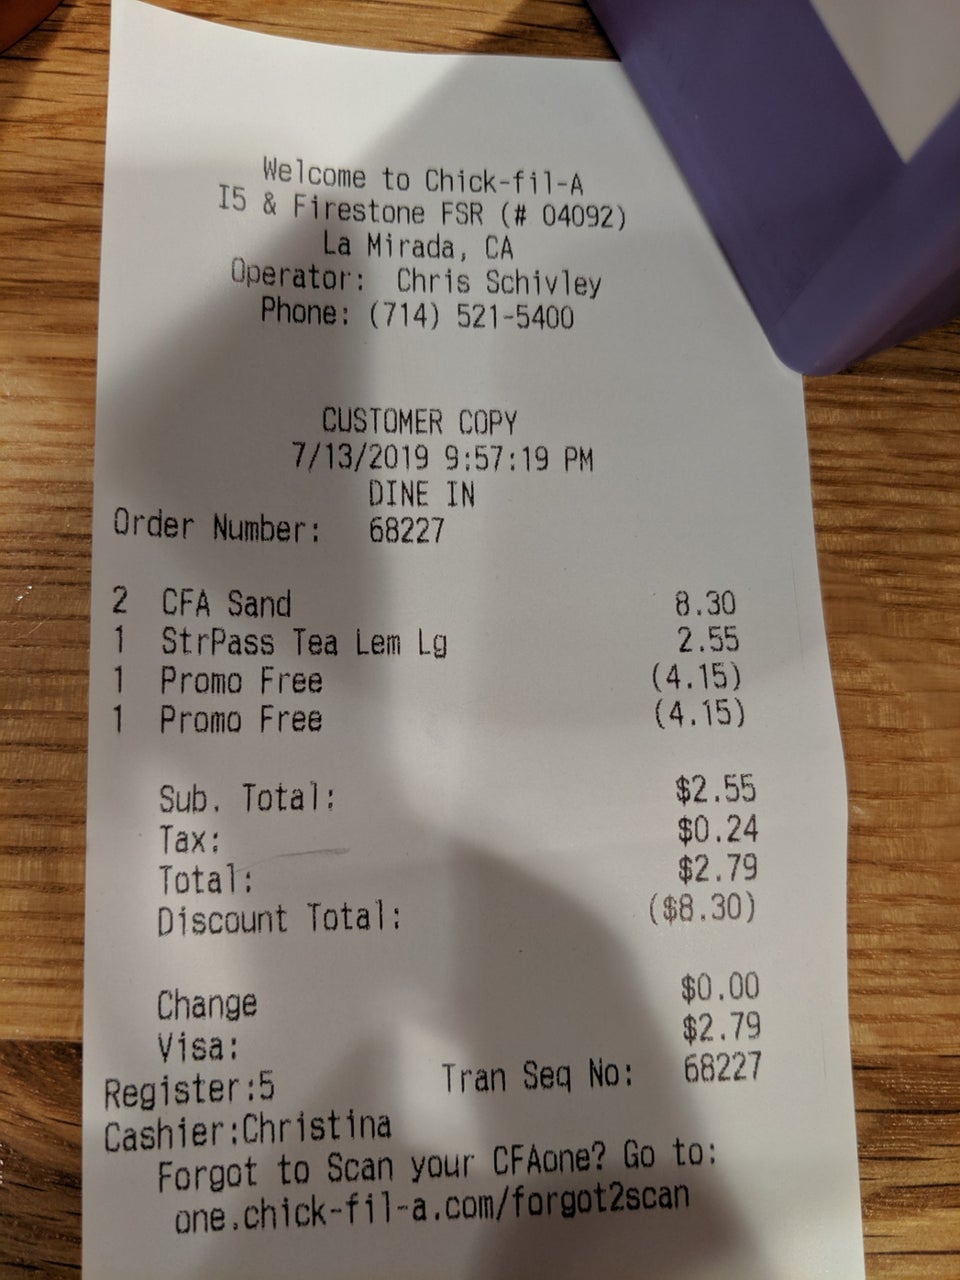 Welcome to Chick-fil-A
I5 & Firestone FSR (# 04092)
La Mirada, CA
Operator: Chris Schivley
Phone: (714) 521-5400
CUSTOMER COPY
7/13/2019 9:57:19 PM
DINE IN
Order Number: 68227
2 CFA Sand 8.30
1 StrPass Tea Lem Lg 2.55
1 Promo Free (4.15)
1 Promo Free (4.15)
Sub. Total: $2.55
Tax: $0.24
Total: $2.79
Discount Total: ($8.30)
Change $0.00
Visa: $2.79
Register:5 Tran Seq No: 68227
Cashier:Christina
Forgot to Scan your CFAone? Go to:
one.chick-fil-a.com/forgot2scan